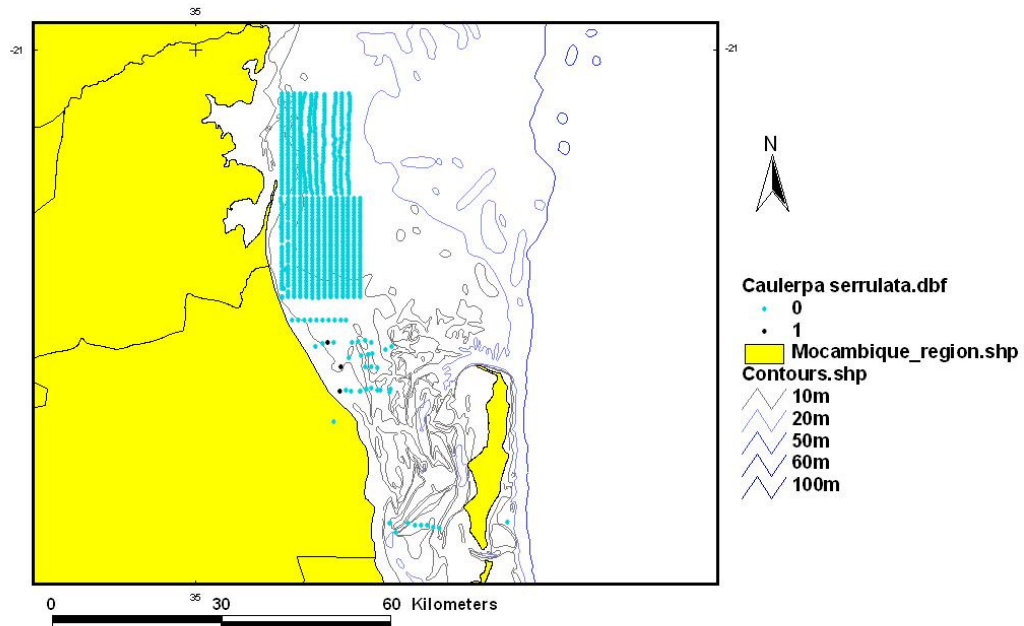 35
-21
-21
N
Caulerpa serrulata.dbf
0
1
Mocambique_region.shp
Contours.shp
10m
20m
50m
60m
100m
35
0 30 60 Kilometers